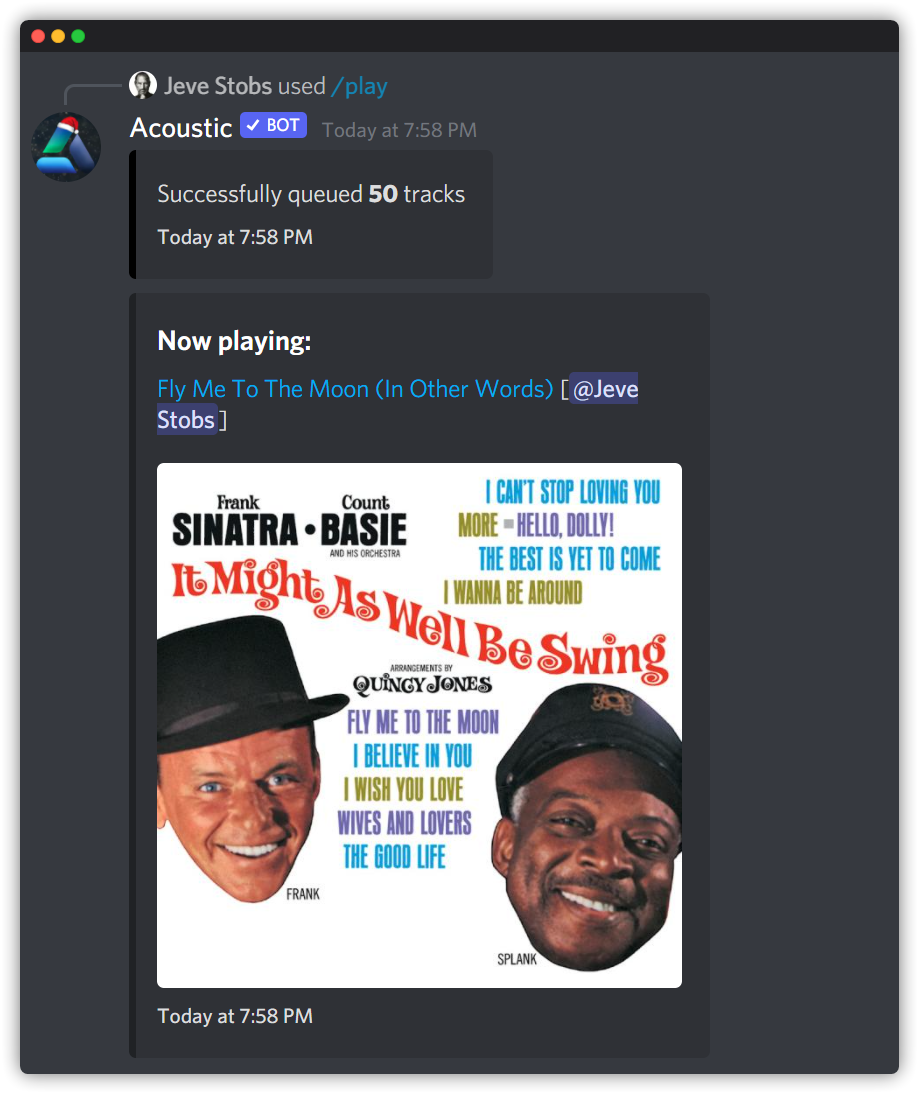 Jeve Stobs used /play
Acoustic ✓ BOT Today at 7:58 PM
Successfully queued 50 tracks
Today at 7:58 PM
Now playing:
Fly Me To The Moon (In Other Words) [@Jeve
Stobs]
Frank Count
SINATRA • BASIE
AND HIS ORCHESTRA
I CAN'T STOP LOVING YOU
MORE = HELLO, DOLLY!
THE BEST IS YET TO COME
I WANNA BE AROUND
It Might As Well Be Swing
ARRANGEMENTS BY
QUINCY JONES
FLY ME TO THE MOON
I BELIEVE IN YOU
I WISH YOU LOVE
WIVES AND LOVERS
THE GOOD LIFE
FRANK
SPLANK
Today at 7:58 PM